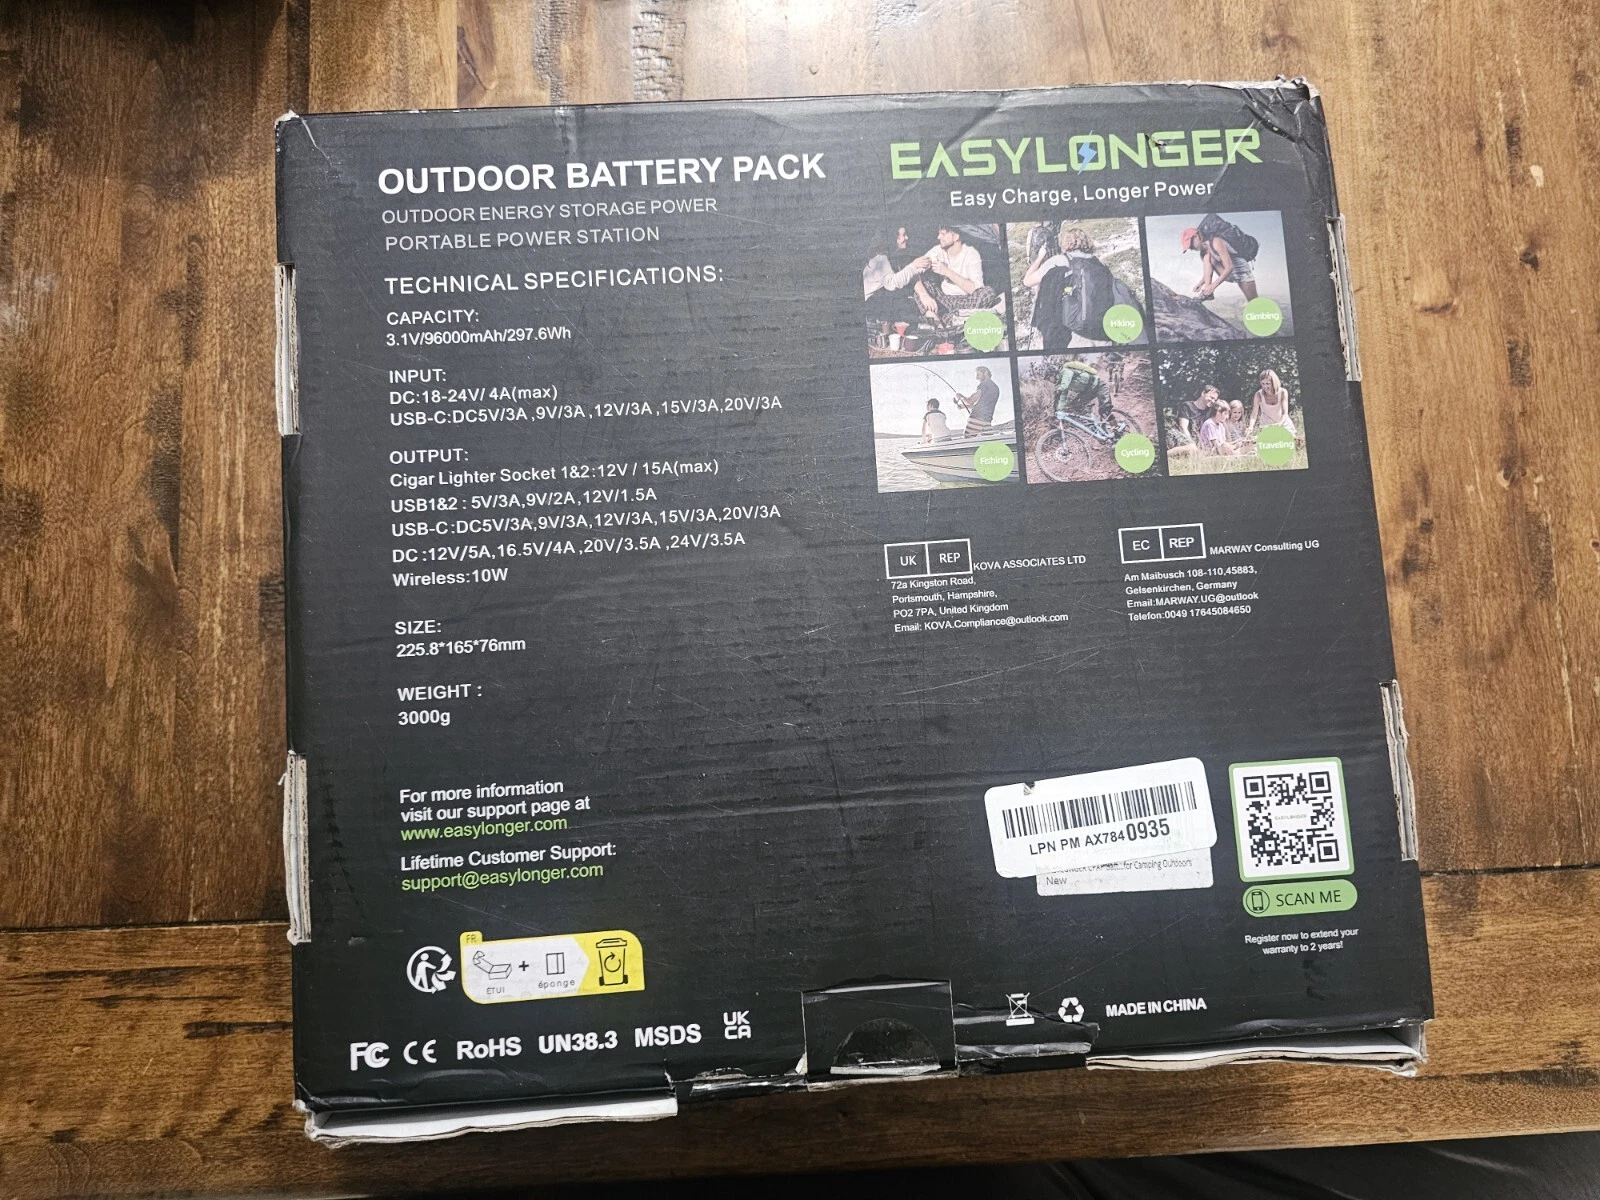 OUTDOOR BATTERY PACK
OUTDOOR ENERGY STORAGE POWER
PORTABLE POWER STATION
TECHNICAL SPECIFICATIONS:
CAPACITY:
3.1V/96000mAh/297.6Wh
INPUT:
DC:18-24V/ 4A(max)
USB-C:DC5V/3A ,9V/3A ,12V/3A ,15V/3A,20V/3A
OUTPUT:
Cigar Lighter Socket 1&2:12V / 15A(max)
USB1&2 : 5V/3A,9V/2A,12V/1.5A
USB-C:DC5V/3A,9V/3A,12V/3A,15V/3A,20V/3A
DC :12V/5A,16.5V/4A ,20V/3.5A ,24V/3.5A
Wireless:10W
SIZE:
225.8*165*76mm
WEIGHT :
3000g
For more information
visit our support page at
www.easylonger.com
Lifetime Customer Support:
support@easylonger.com
FR
ETUI + éponge
FC CE RoHS UN38.3 MSDS UK
CA
EASYLONGER
Easy Charge, Longer Power
Camping
Hiking
Climbing
Fishing
Cycling
Traveling
UK REP KOVA ASSOCIATES LTD
72a Kingston Road,
Portsmouth, Hampshire,
PO2 7PA, United Kingdom
Email: KOVA.Compliance@outlook.com
EC REP MARWAY Consulting UG
Am Maibusch 108-110,45883,
Gelsenkirchen, Germany
Email:MARWAY.UG@outlook
Telefon:0049 17645084650
LPN PM AX7840935
for Camping Outdoors
New
EASYLONGER
SCAN ME
Register now to extend your
warranty to 2 years!
MADE IN CHINA